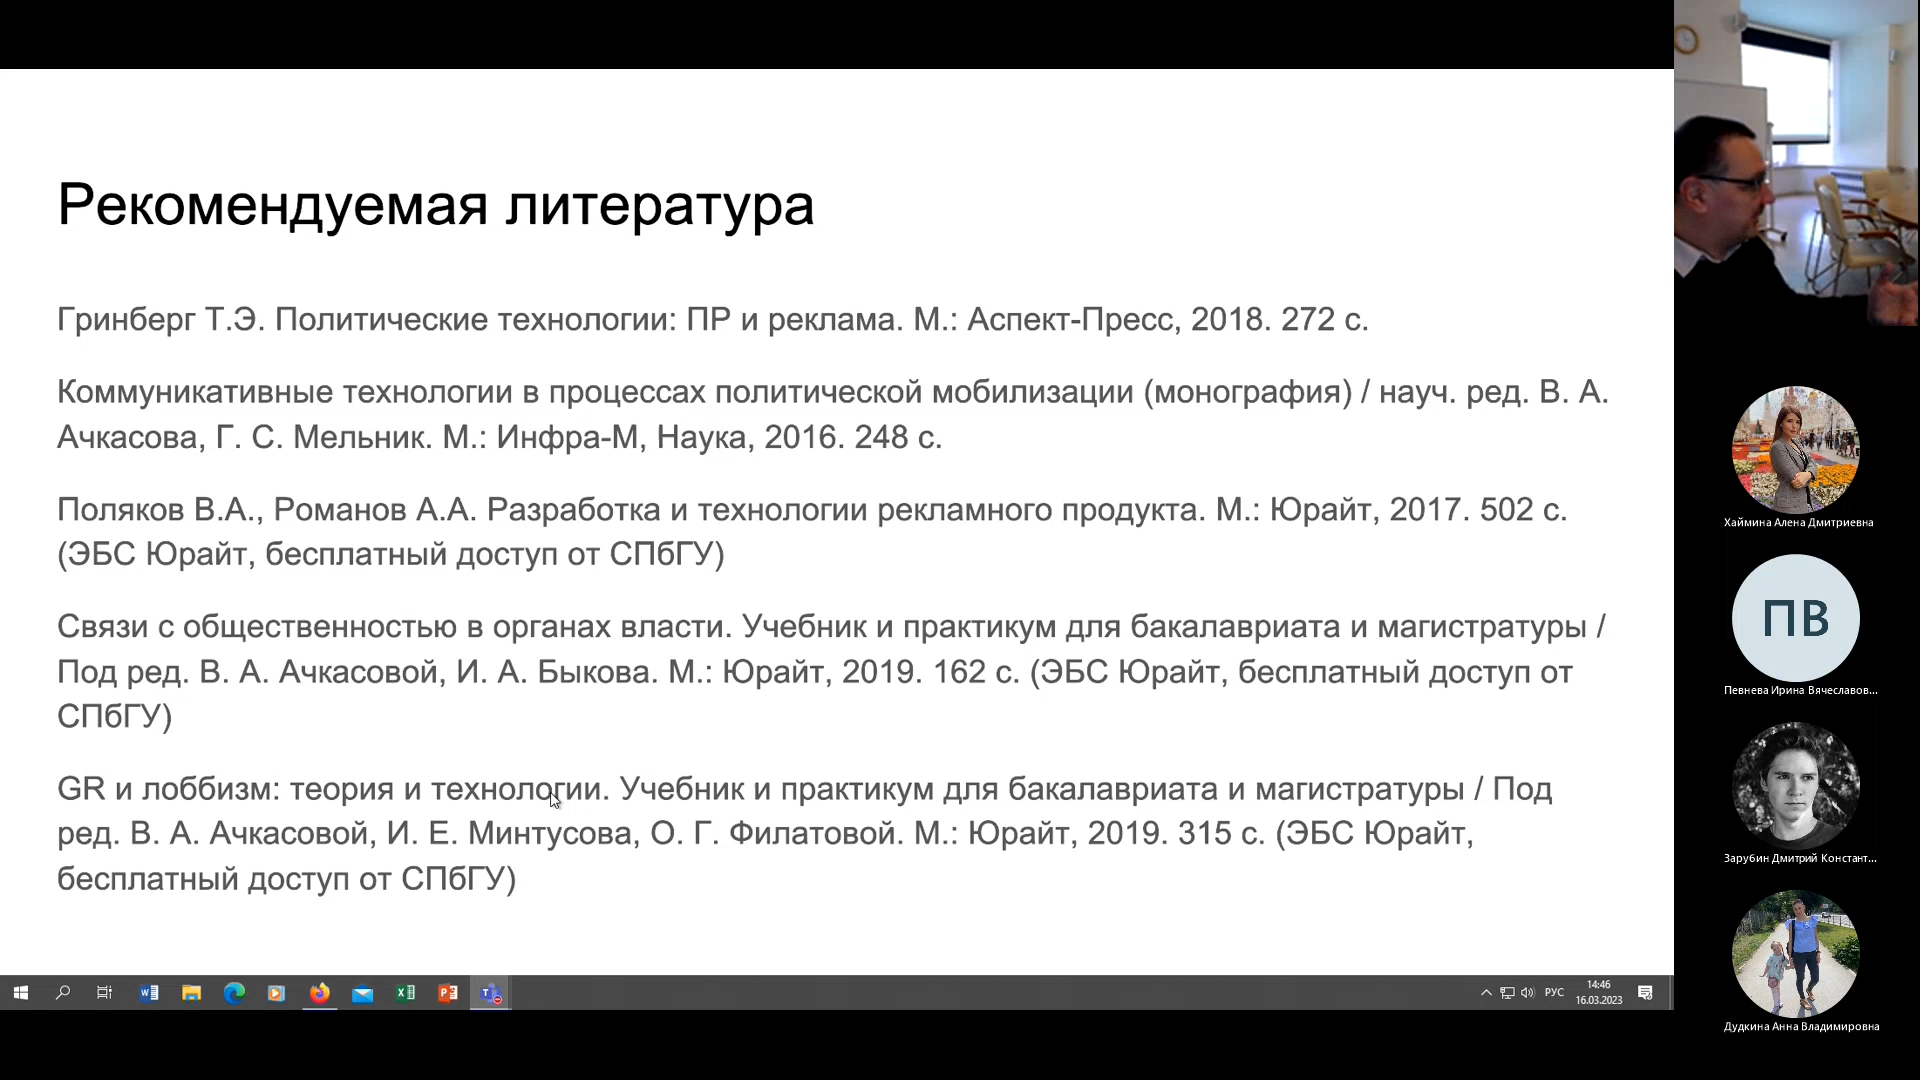 Рекомендуемая литература
Гринберг Т.Э. Политические технологии: ПР и реклама. М.: Аспект-Пресс, 2018. 272 с.
Коммуникативные технологии в процессах политической мобилизации (монография) / науч. ред. В. А.
Ачкасова, Г. С. Мельник. М.: Инфра-М, Наука, 2016. 248 с.
Поляков В.А., Романов А.А. Разработка и технологии рекламного продукта. М.: Юрайт, 2017. 502 с.
(ЭБС Юрайт, бесплатный доступ от СПбГУ)
Связи с общественностью в органах власти. Учебник и практикум для бакалавриата и магистратуры /
Под ред. В. А. Ачкасовой, И. А. Быкова. М.: Юрайт, 2019. 162 с. (ЭБС Юрайт, бесплатный доступ от
СПбГУ)
GR и лоббизм: теория и технологии. Учебник и практикум для бакалавриата и магистратуры / Под
ред. В. А. Ачкасовой, И. Е. Минтусова, О. Г. Филатовой. М.: Юрайт, 2019. 315 с. (ЭБС Юрайт,
бесплатный доступ от СПбГУ)
РУС
14:46
16.03.2023
Хаймина Алена Дмитриевна
ПВ
Певнева Ирина Вячеславов...
Зарубин Дмитрий Констант...
Дудкина Анна Владимировна